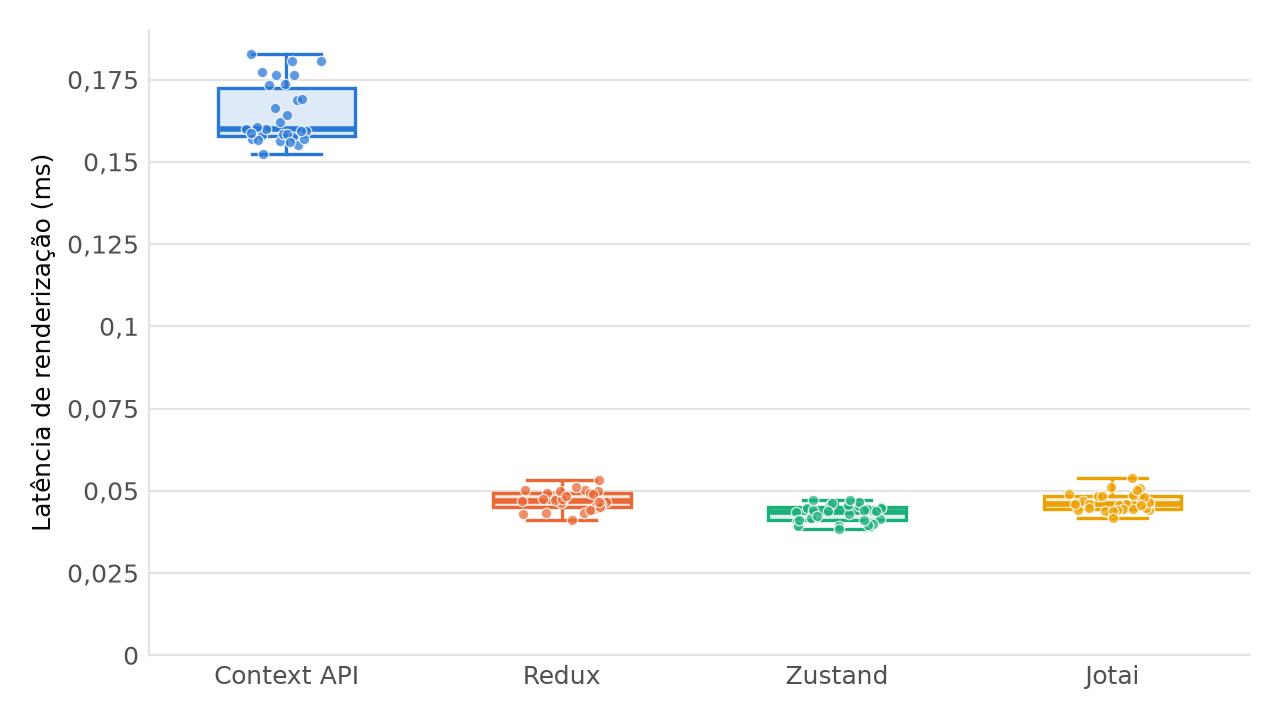 Latência de renderização (ms)
0,175
0,15
0,125
0,1
0,075
0,05
0,025
0
Context API
Redux
Zustand
Jotai